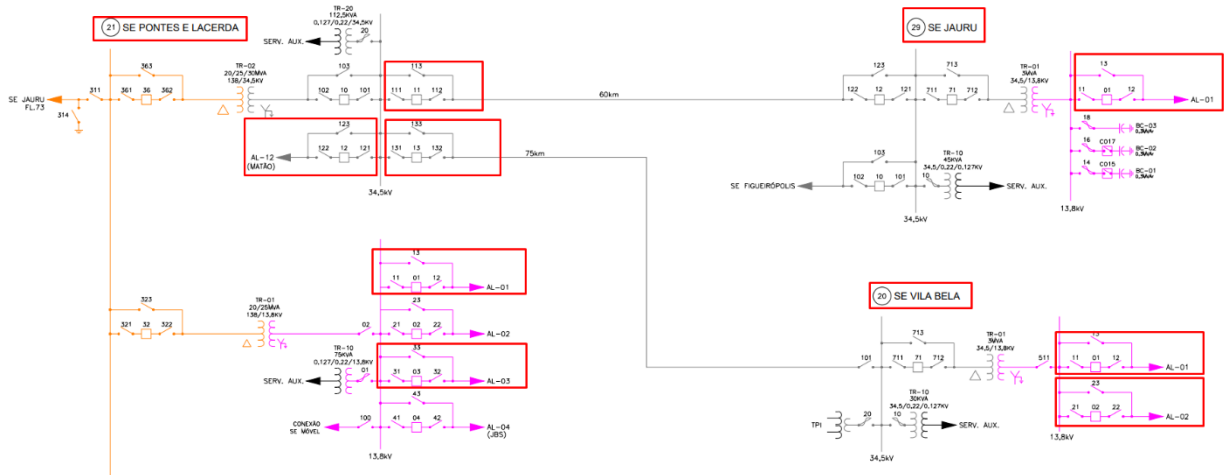 21 SE PONTES E LACERDA
TR-20
112,5KVA
0,127/0,22/34,5KV
SERV. AUX.
20
363
361 36 362
311
SE JAURU
FL.73
314
TR-02
20/25/30MVA
138/34,5KV
103
102 10 101
113
111 11 112
60km
123
122 12 121
AL-12
(MATÃO)
133
131 13 132
75km
34,5kV
29 SE JAURU
123
122 12 121
713
711 71 712
TR-01
3MVA
34,5/13,8KV
13
11 01 12
AL-01
18
BC-03
16
CO17
BC-02
14
CO15
BC-01
13,8kV
103
102 10 101
SE FIGUEIRÓPOLIS
TR-10
45KVA
34,5/0,22/0,127KV
10
SERV. AUX.
34,5kV
323
321 32 322
TR-01
20/25MVA
138/13,8KV
02
13
11 01 12
AL-01
23
21 02 22
AL-02
TR-10
75KVA
0,127/0,22/13,8KV
SERV. AUX.
01
33
31 03 32
AL-03
43
41 04 42
AL-04
(JBS)
CONEXÃO
SE MÓVEL
100
13,8kV
20 SE VILA BELA
101
713
711 71 712
TR-01
3MVA
34,5/13,8KV
511
13
11 01 12
AL-01
23
21 02 22
AL-02
13,8kV
TP1
20
TR-10
30KVA
34,5/0,22/0,127KV
10
SERV. AUX.
34,5kV